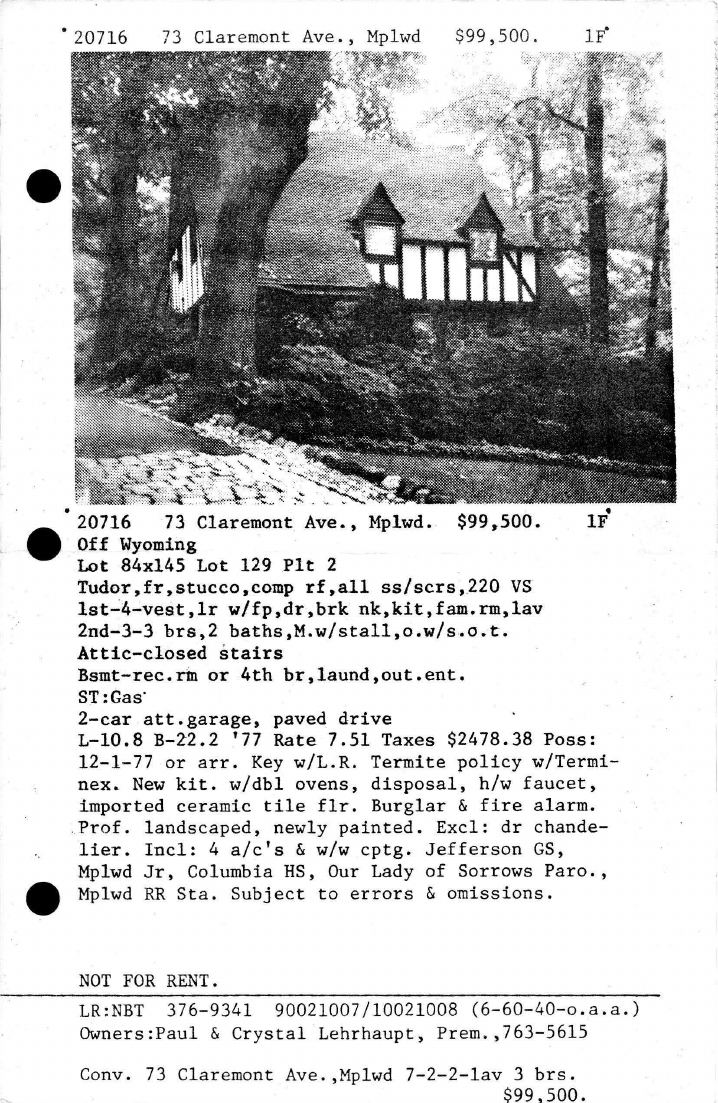 20716 73 Claremont Ave., Mplwd $99,500. 1F
20716 73 Claremont Ave., Mplwd. $99,500. 1F
Off Wyoming
Lot 84x145 Lot 129 Plt 2
Tudor,fr,stucco,comp rf,all ss/scrs,220 VS
1st-4-vest,lr w/fp,dr,brk nk,kit,fam.rm,lav
2nd-3-3 brs,2 baths,M.w/stall,o.w/s.o.t.
Attic-closed stairs
Bsmt-rec.rm or 4th br,laund,out.ent.
ST:Gas
2-car att.garage, paved drive
L-10.8 B-22.2 '77 Rate 7.51 Taxes $2478.38 Poss:
12-1-77 or arr. Key w/L.R. Termite policy w/Termi-
nex. New kit. w/dbl ovens, disposal, h/w faucet,
imported ceramic tile flr. Burglar & fire alarm.
Prof. landscaped, newly painted. Excl: dr chande-
lier. Incl: 4 a/c's & w/w cptg. Jefferson GS,
Mplwd Jr, Columbia HS, Our Lady of Sorrows Paro.,
Mplwd RR Sta. Subject to errors & omissions.
NOT FOR RENT.
LR:NBT 376-9341 90021007/10021008 (6-60-40-o.a.a.)
Owners:Paul & Crystal Lehrhaupt, Prem.,763-5615
Conv. 73 Claremont Ave.,Mplwd 7-2-2-lav 3 brs.
$99,500.